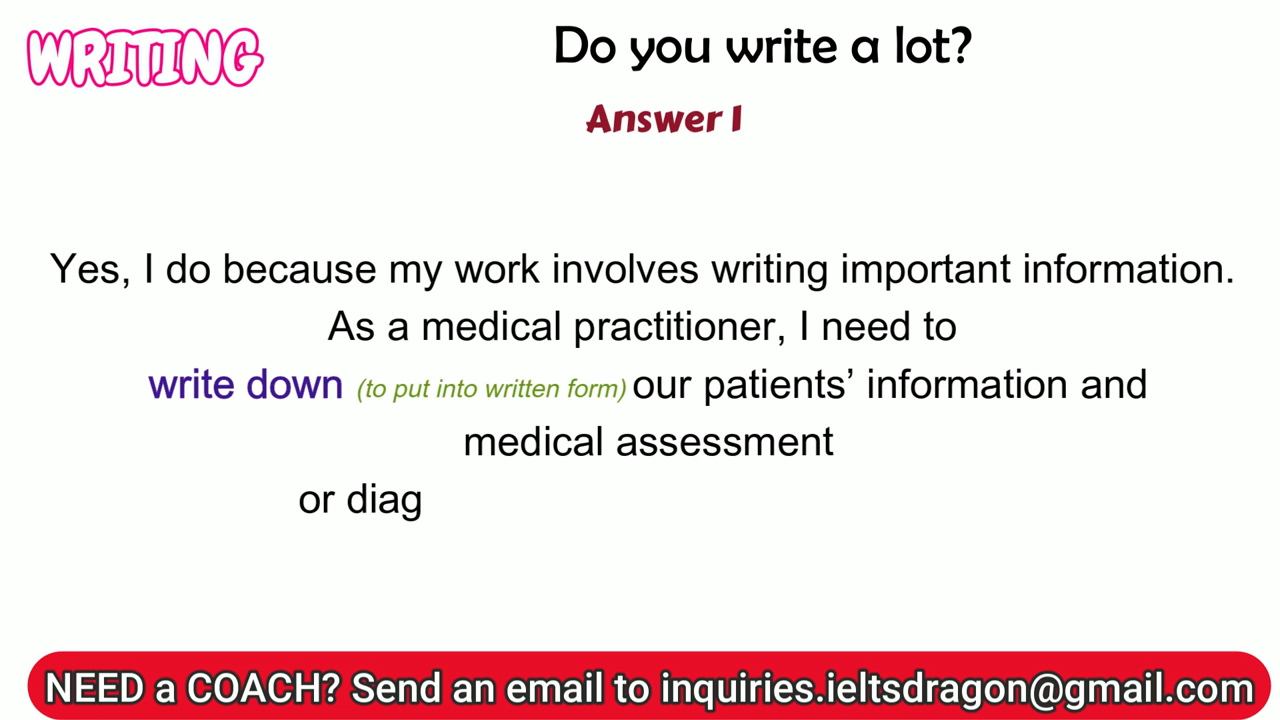 WRITING
Do you write a lot?
Answer 1
Yes, I do because my work involves writing important information.
As a medical practitioner, I need to
write down (to put into written form) our patients’ information and
medical assessment
or diag
NEED a COACH? Send an email to inquiries.ieltsdragon@gmail.com